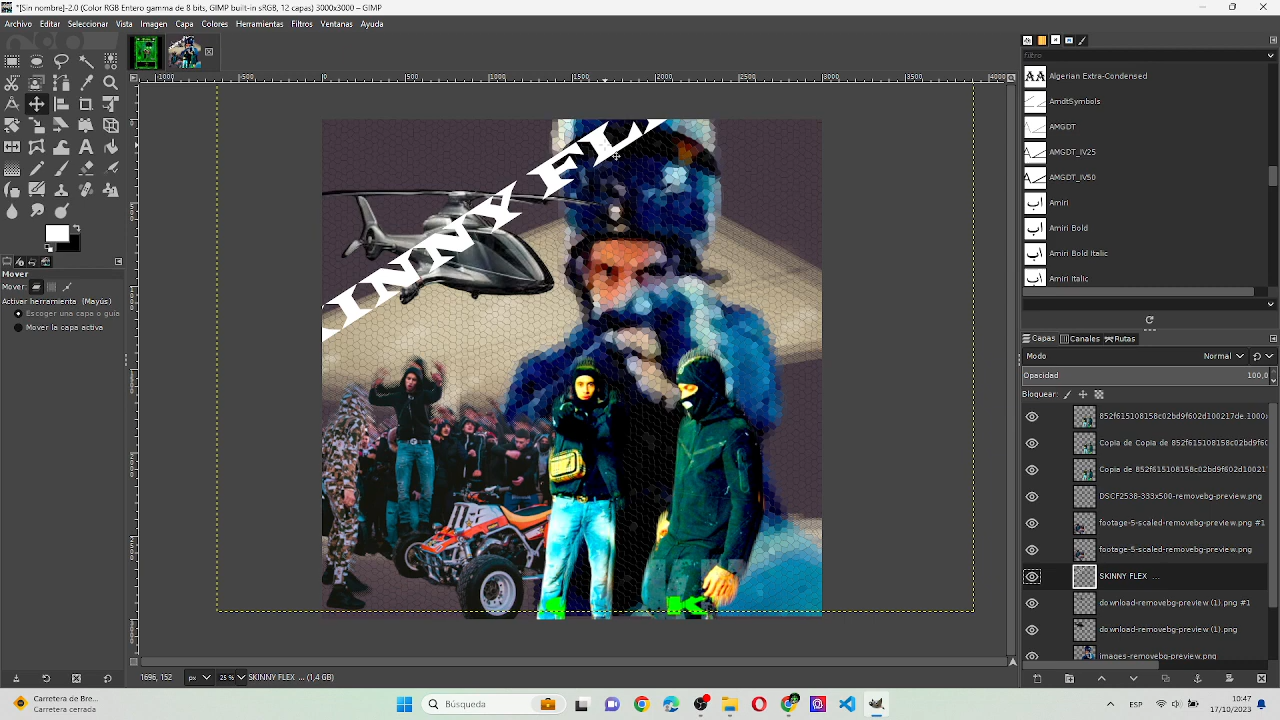 *[Sin nombre]-2.0 (Color RGB Entero gamma de 8 bits, GIMP built-in sRGB, 12 capas) 3000x3000 – GIMP
Archivo Editar Seleccionar Vista Imagen Capa Colores Herramientas Filtros Ventanas Ayuda
filtro
Algerian Extra-Condensed
AmdtSymbols
AMGDT
AMGDT_IV25
AMGDT_IV50
Amiri
Amiri Bold
Amiri Bold Italic
Amiri Italic
INNY FL
Mover
Mover:
Activar herramienta (Mayús)
Escoger una capa o guía
Mover la capa activa
Capas Canales Rutas
Modo Normal
Opacidad 100,0
Bloquear:
852f615108158c02bd9f602d100217de.1000x
Copia de Copia de 852f615108158c02bd9f60
Copia de 852f615108158c02bd9f602d10021
DSCF2538-333x500-removebg-preview.png
footage-5-scaled-removebg-preview.png #1
footage-5-scaled-removebg-preview.png
SKINNY FLEX ...
download-removebg-preview (1).png #1
download-removebg-preview (1).png
images-removebg-preview.png
1698, 152 px 25 % SKINNY FLEX
Carretera de Bre...
Carretera cerrada
Búsqueda
ESP
10:47
17/10/2023